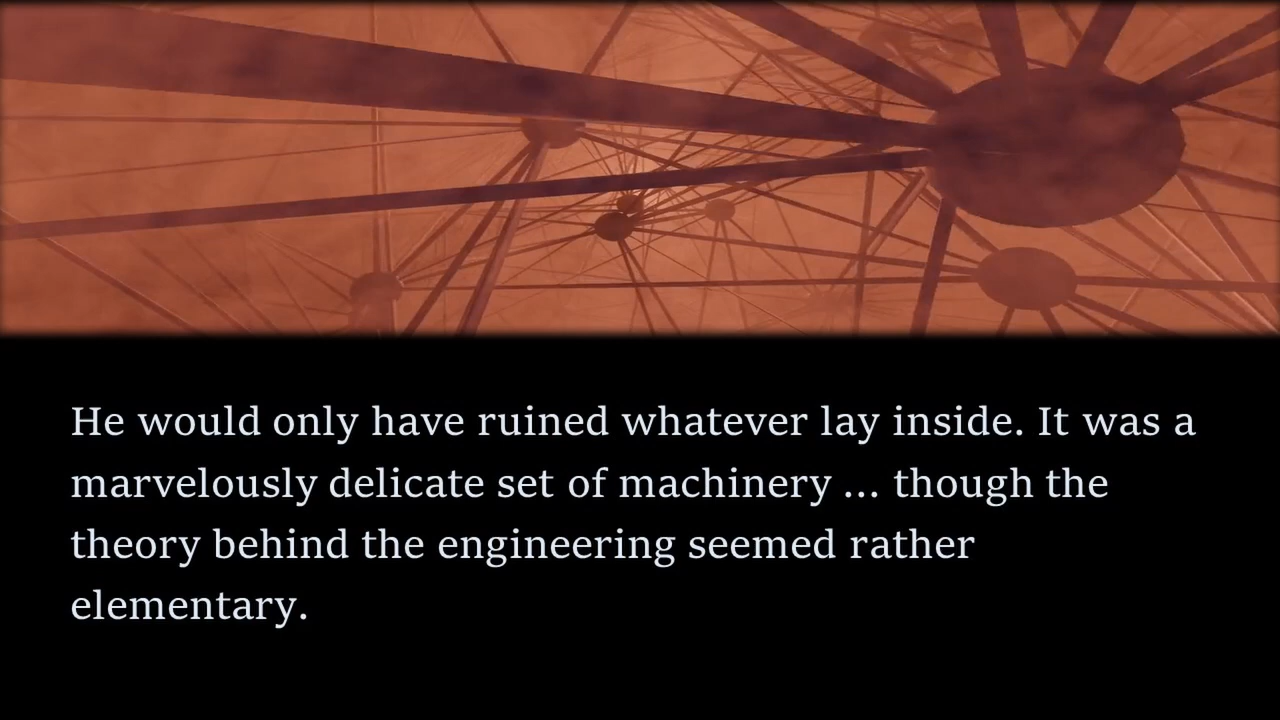 He would only have ruined whatever lay inside. It was a
marvelously delicate set of machinery ... though the
theory behind the engineering seemed rather
elementary.